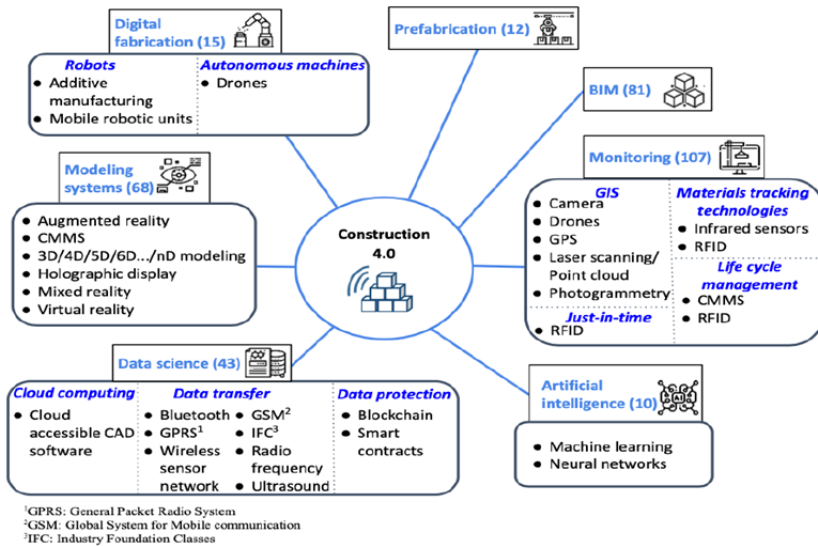 Digital
fabrication (15)
Robots
● Additive
manufacturing
● Mobile robotic units
Autonomous machines
● Drones
Prefabrication (12)
BIM (81)
Monitoring (107)
GIS
● Camera
● Drones
● GPS
● Laser scanning/
Point cloud
● Photogrammetry
Just-in-time
● RFID
Materials tracking
technologies
● Infrared sensors
● RFID
Life cycle
management
● CMMS
● RFID
Modeling
systems (68)
● Augmented reality
● CMMS
● 3D/4D/5D/6D.../nD modeling
● Holographic display
● Mixed reality
● Virtual reality
Construction
4.0
Data science (43)
Cloud computing
● Cloud
accessible CAD
software
Data transfer
● Bluetooth
● GPRS¹
● Wireless
sensor
network
● GSM²
● IFC³
● Radio
frequency
● Ultrasound
Data protection
● Blockchain
● Smart
contracts
Artificial
intelligence (10)
AI
● Machine learning
● Neural networks
¹GPRS: General Packet Radio System
²GSM: Global System for Mobile communication
³IFC: Industry Foundation Classes